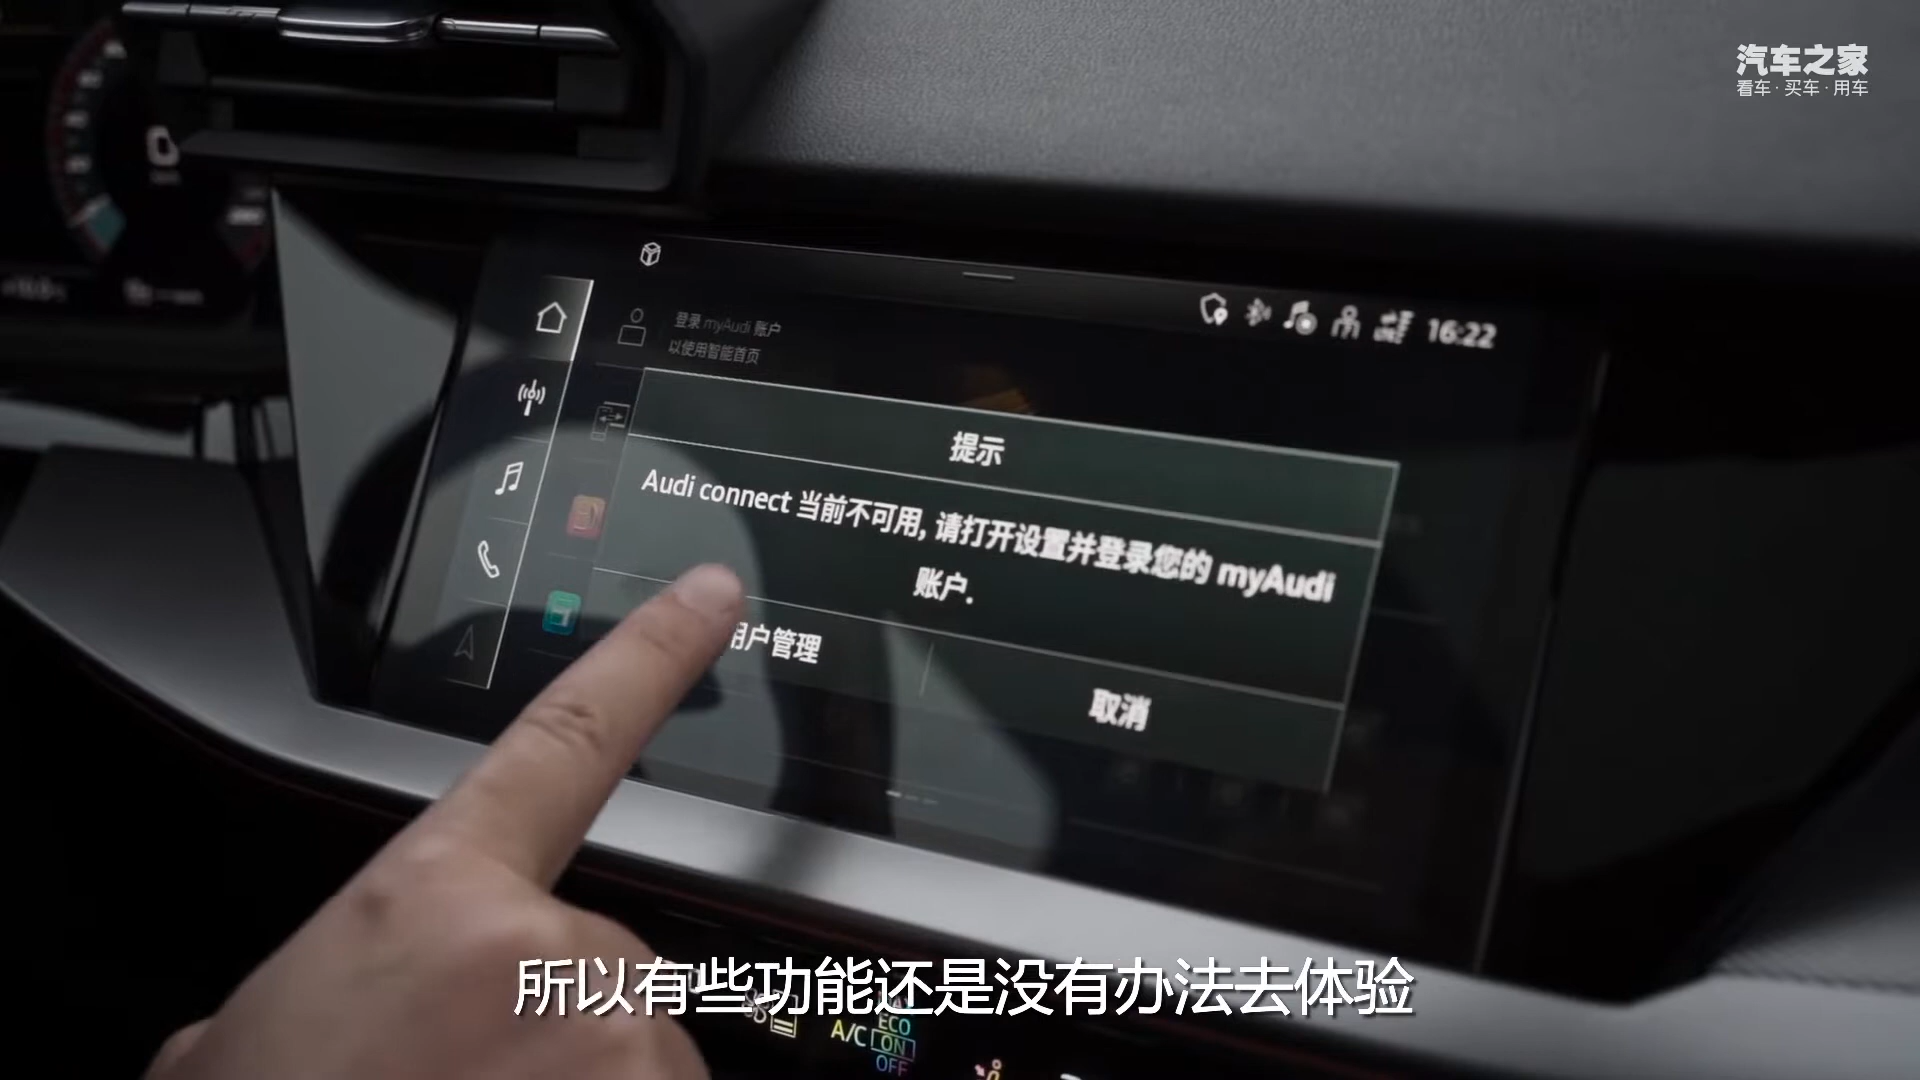 汽车之家
看车·买车·用车
16:22
登录 myAudi 账户
以使用智能首页
提示
Audi connect 当前不可用, 请打开设置并登录您的 myAudi
账户.
用户管理
取消
所以有些功能还是没有办法去体验
ECO
A/C ON
OFF